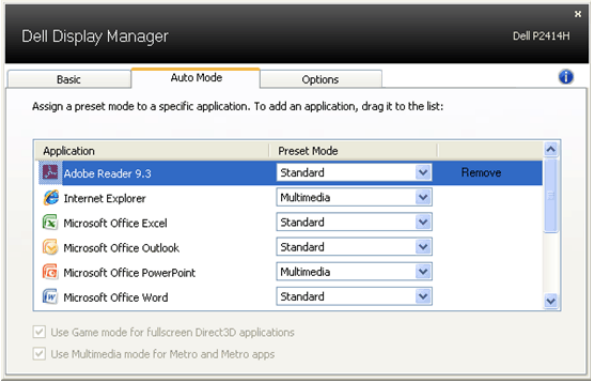 Dell Display Manager
Dell P2414H
Basic
Auto Mode
Options
Assign a preset mode to a specific application. To add an application, drag it to the list:
Application Preset Mode
Adobe Reader 9.3 Standard Remove
Internet Explorer Multimedia
Microsoft Office Excel Standard
Microsoft Office Outlook Standard
Microsoft Office PowerPoint Multimedia
Microsoft Office Word Standard
Use Game mode for fullscreen Direct3D applications
Use Multimedia mode for Metro and Metro apps